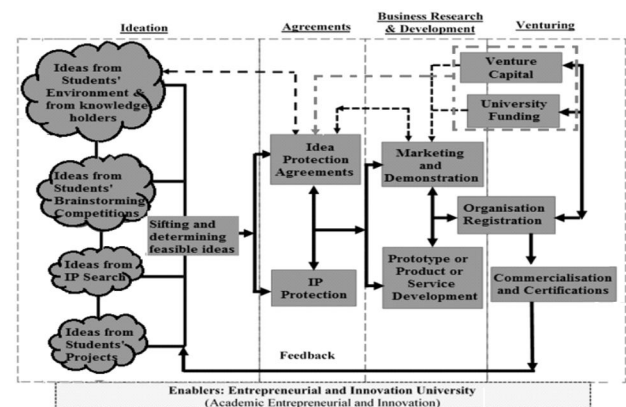 Ideation
Agreements
Business Research
& Development
Venturing
Ideas from
Students'
Environment &
from knowledge
holders
Ideas from
Students'
Brainstorming
Competitions
Ideas from
IP Search
Ideas from
Students'
Projects
Sifting and
determining
feasible ideas
Idea
Protection
Agreements
IP
Protection
Marketing
and
Demonstration
Prototype or
Product or
Service
Development
Venture
Capital
University
Funding
Organisation
Registration
Commercialisation
and Certifications
Feedback
Enablers: Entrepreneurial and Innovation University
(Academic Entrepreneurial and Innovation)